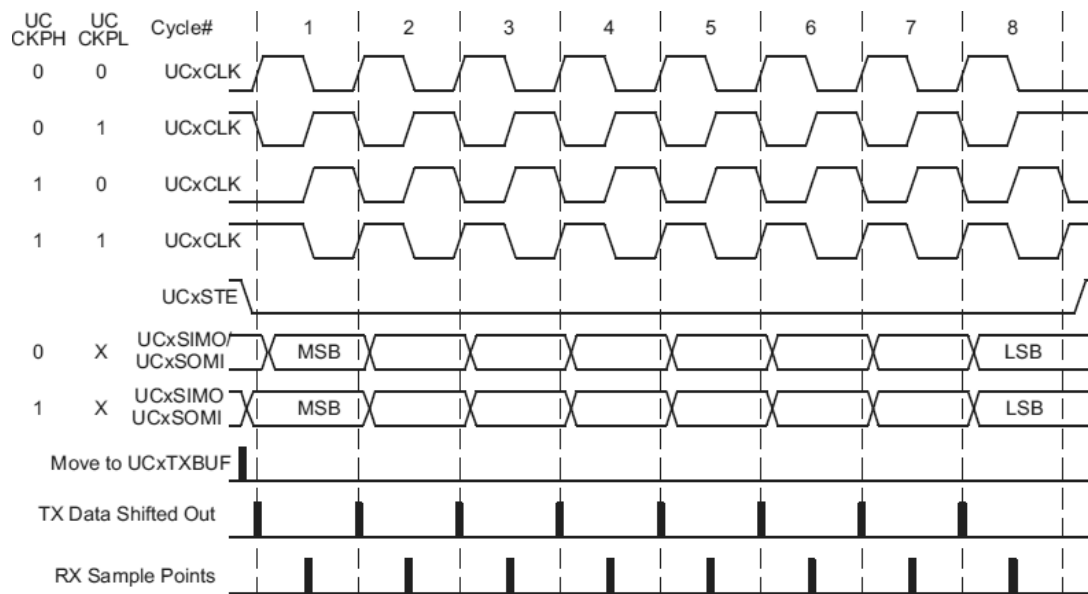 UC CKPH UC CKPL Cycle# 1 2 3 4 5 6 7 8
0 0 UCxCLK
0 1 UCxCLK
1 0 UCxCLK
1 1 UCxCLK
UCxSTE
0 X UCxSIMO/ UCxSOMI MSB LSB
1 X UCxSIMO UCxSOMI MSB LSB
Move to UCxTXBUF
TX Data Shifted Out
RX Sample Points